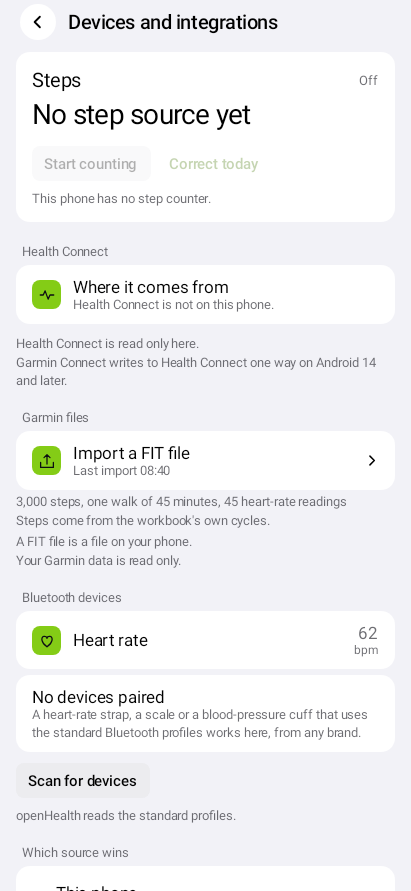 Devices and integrations
Steps
Off
No step source yet
Start counting
Correct today
This phone has no step counter.
Health Connect
Where it comes from
Health Connect is not on this phone.
Health Connect is read only here.
Garmin Connect writes to Health Connect one way on Android 14
and later.
Garmin files
Import a FIT file
Last import 08:40
3,000 steps, one walk of 45 minutes, 45 heart-rate readings
Steps come from the workbook's own cycles.
A FIT file is a file on your phone.
Your Garmin data is read only.
Bluetooth devices
Heart rate
62
bpm
No devices paired
A heart-rate strap, a scale or a blood-pressure cuff that uses
the standard Bluetooth profiles works here, from any brand.
Scan for devices
openHealth reads the standard profiles.
Which source wins
This phone